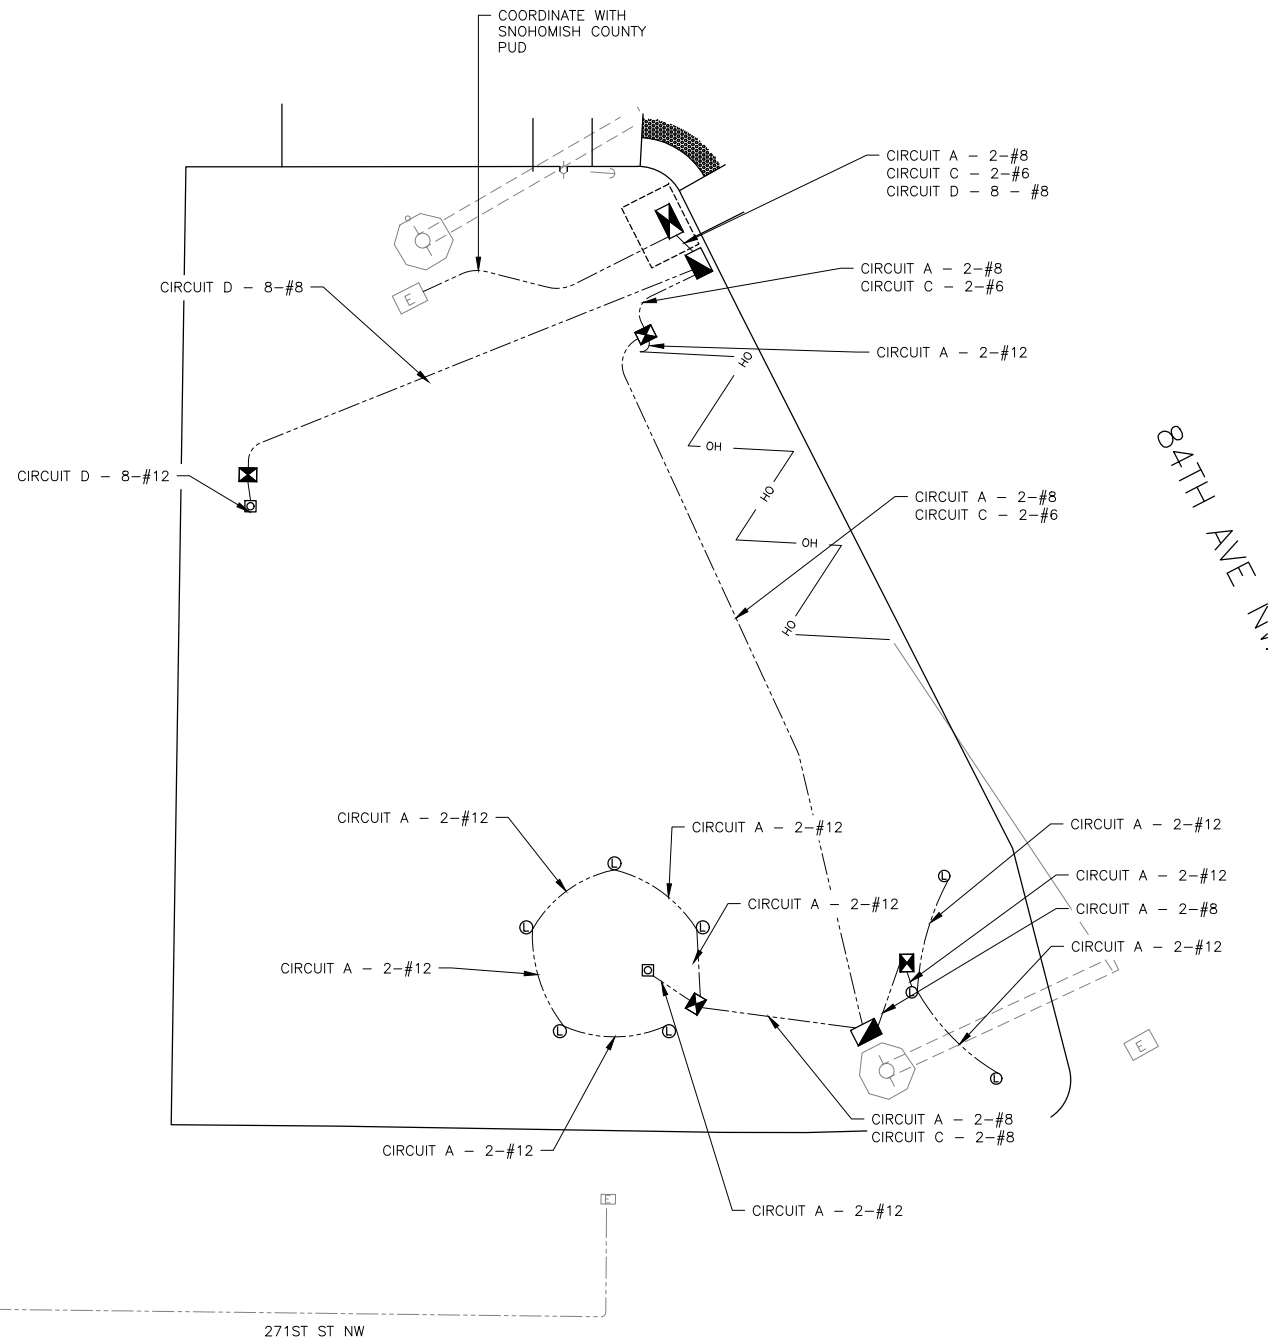 COORDINATE WITH
SNOHOMISH COUNTY
PUD
CIRCUIT A - 2-#8
CIRCUIT C - 2-#6
CIRCUIT D - 8 - #8
CIRCUIT A - 2-#8
CIRCUIT C - 2-#6
CIRCUIT D - 8-#8
E
CIRCUIT A - 2-#12
OH
OH
CIRCUIT D - 8-#12
OH
CIRCUIT A - 2-#8
CIRCUIT C - 2-#6
84TH AVE NW
OH
OH
CIRCUIT A - 2-#12
CIRCUIT A - 2-#12
CIRCUIT A - 2-#12
L
L
CIRCUIT A - 2-#12
CIRCUIT A - 2-#12
CIRCUIT A - 2-#8
L
L
CIRCUIT A - 2-#12
CIRCUIT A - 2-#12
L
L
L
E
L
CIRCUIT A - 2-#8
CIRCUIT C - 2-#8
CIRCUIT A - 2-#12
E
CIRCUIT A - 2-#12
271ST ST NW